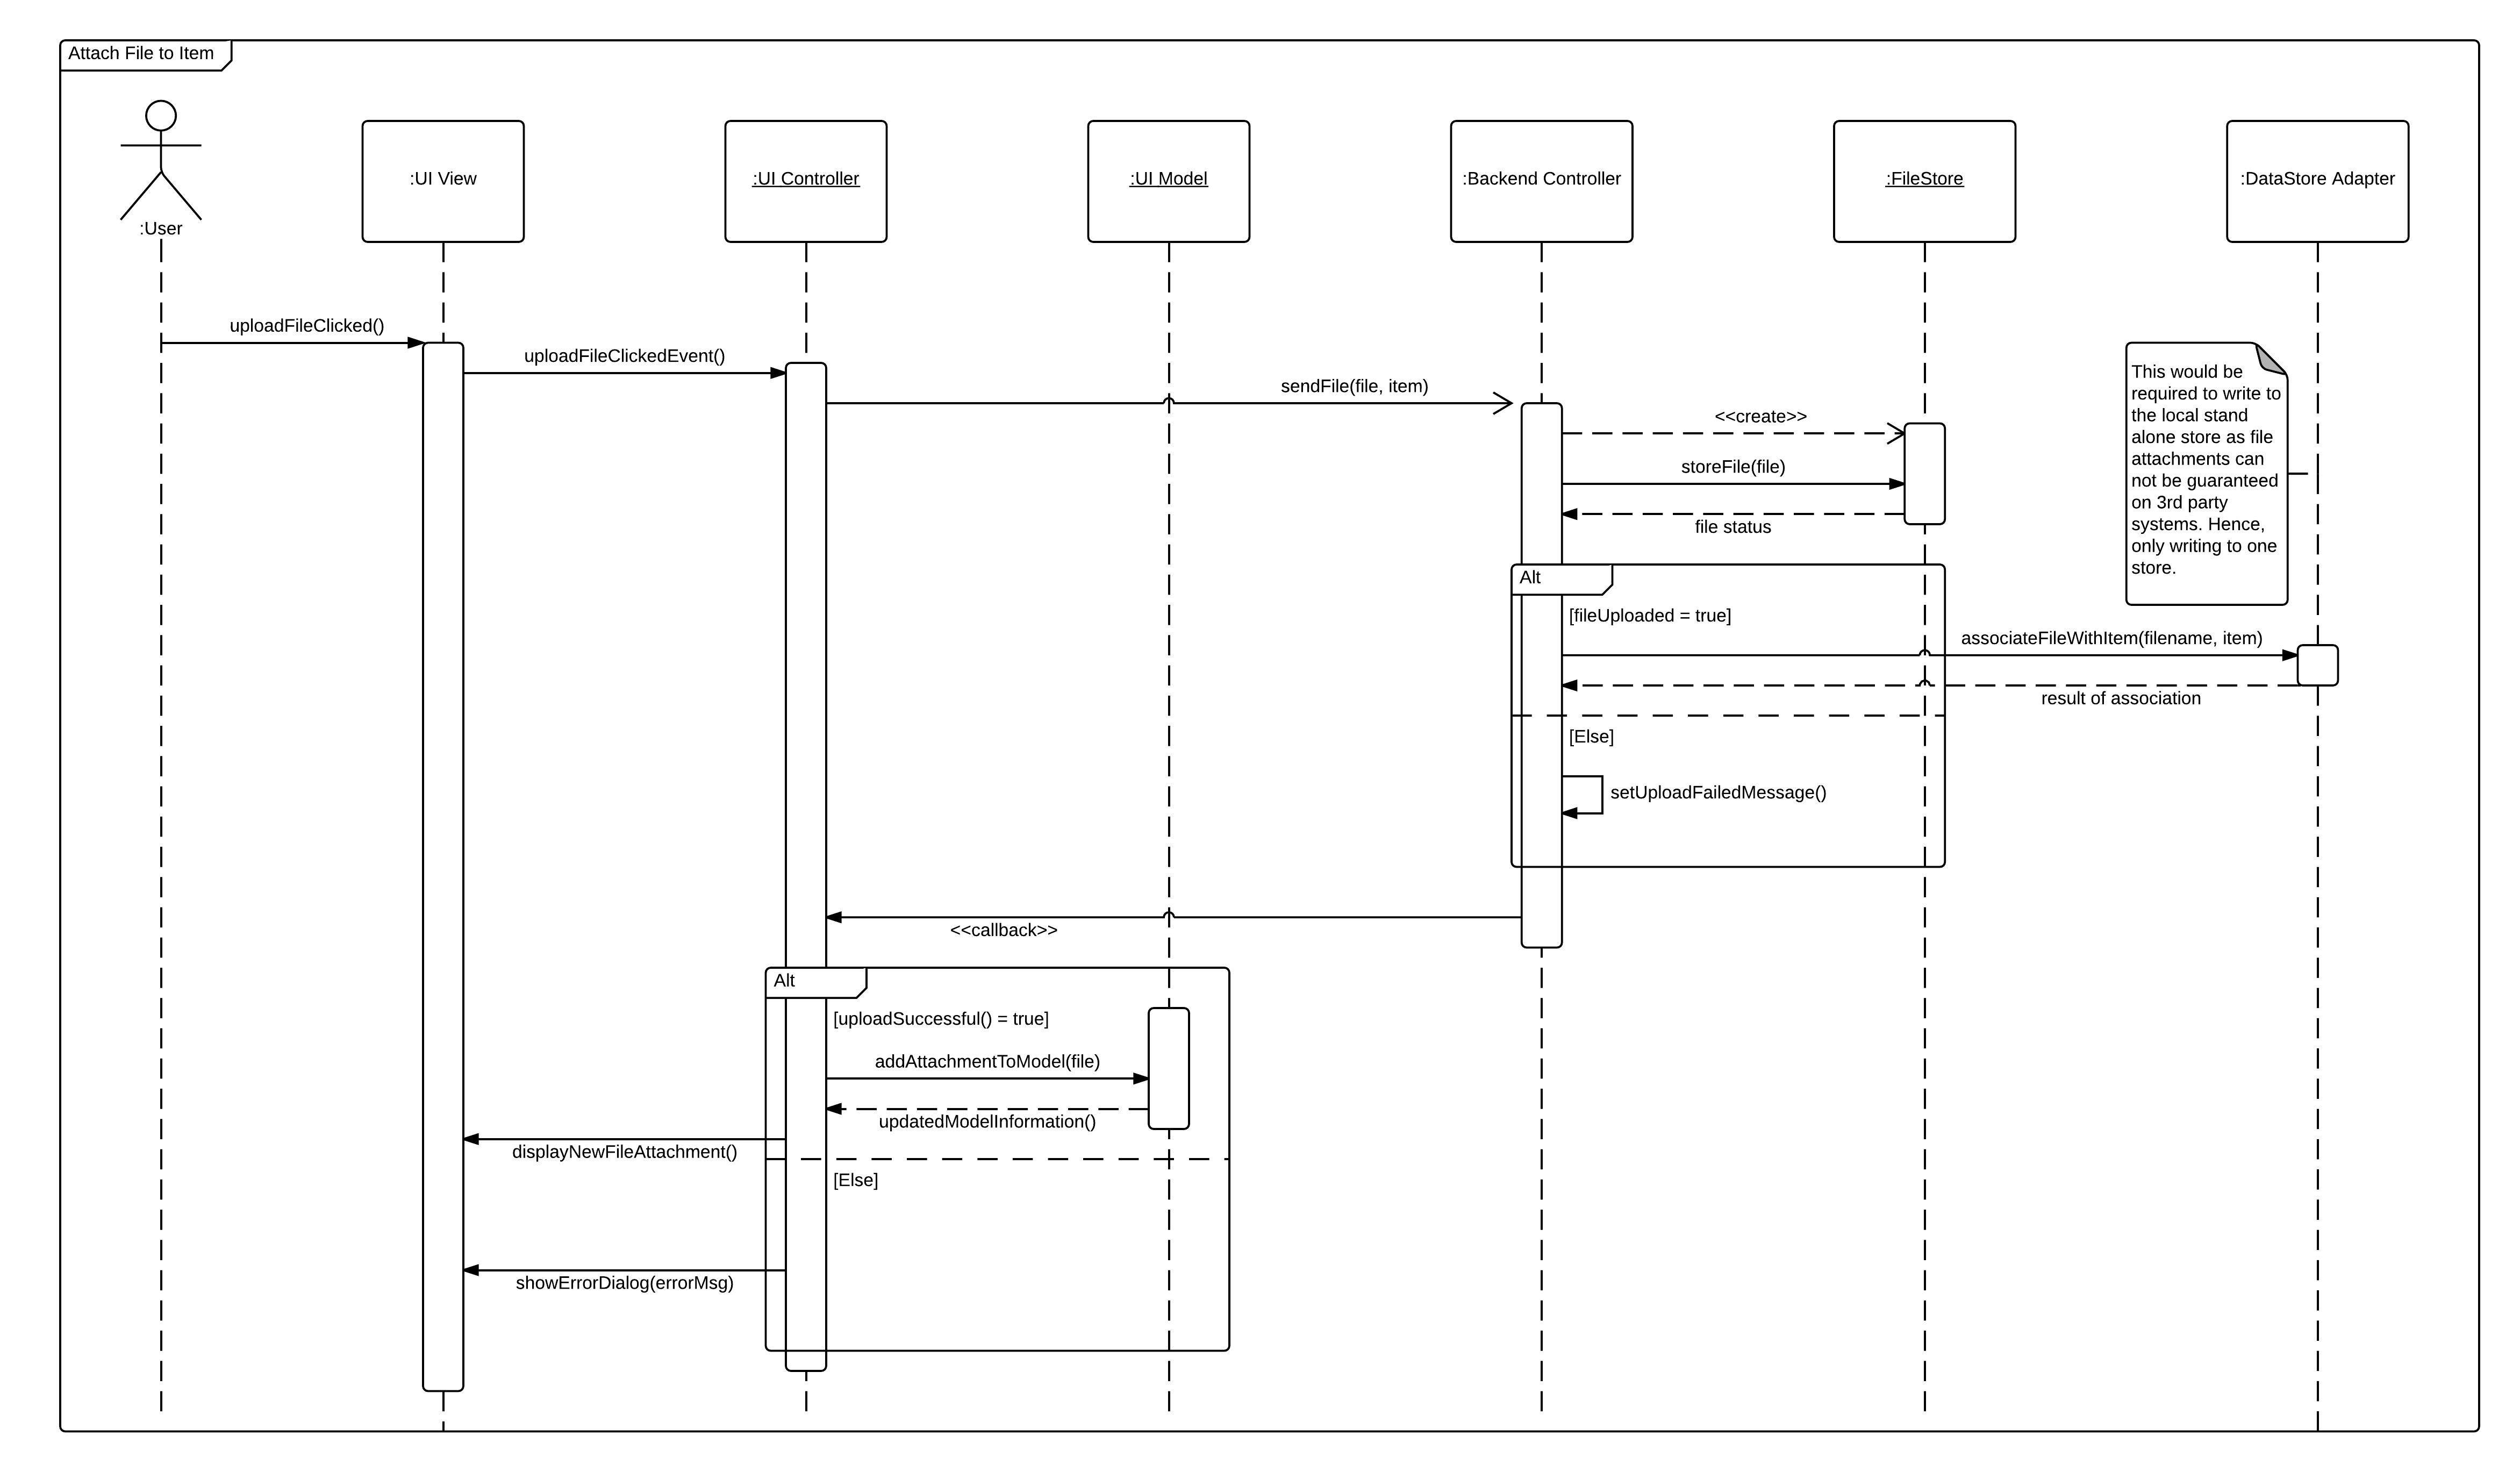 Attach File to Item
:User
:UI View
:UI Controller
:UI Model
:Backend Controller
:FileStore
:DataStore Adapter
uploadFileClicked()
uploadFileClickedEvent()
sendFile(file, item)
<<create>>
storeFile(file)
file status
This would be
required to write to
the local stand
alone store as file
attachments can
not be guaranteed
on 3rd party
systems. Hence,
only writing to one
store.
Alt
[fileUploaded = true]
associateFileWithItem(filename, item)
result of association
[Else]
setUploadFailedMessage()
<<callback>>
Alt
[uploadSuccessful() = true]
addAttachmentToModel(file)
updatedModelInformation()
displayNewFileAttachment()
[Else]
showErrorDialog(errorMsg)